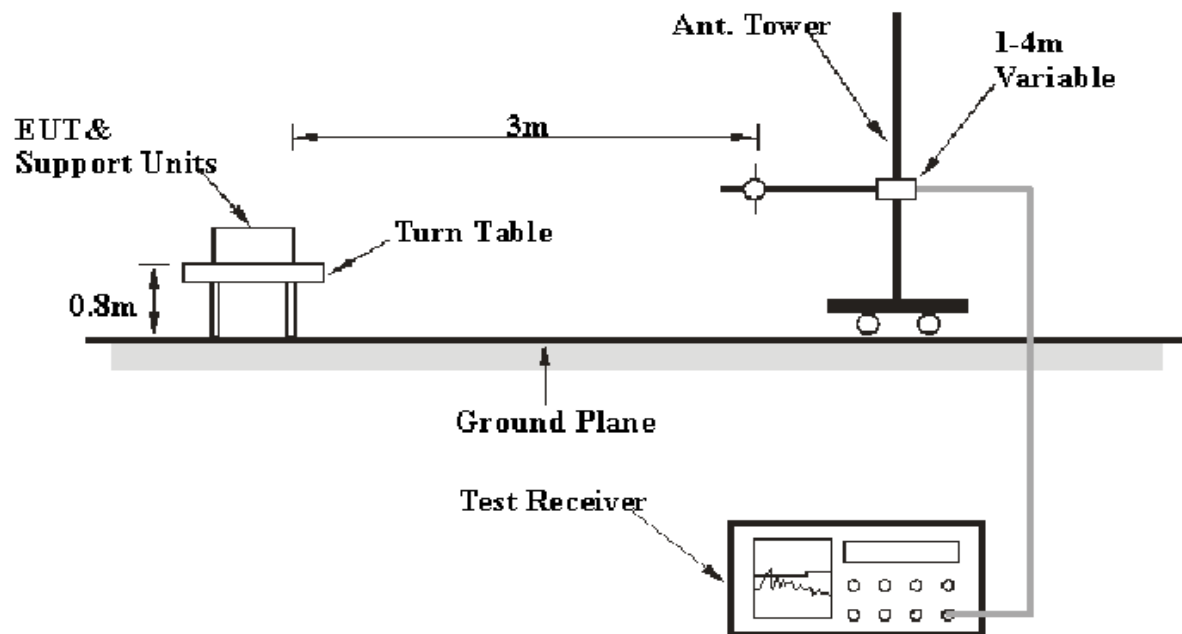 Ant. Tower
1-4m
Variable
3m
EUT&
Support Units
Turn Table
0.8m
Ground Plane
Test Receiver